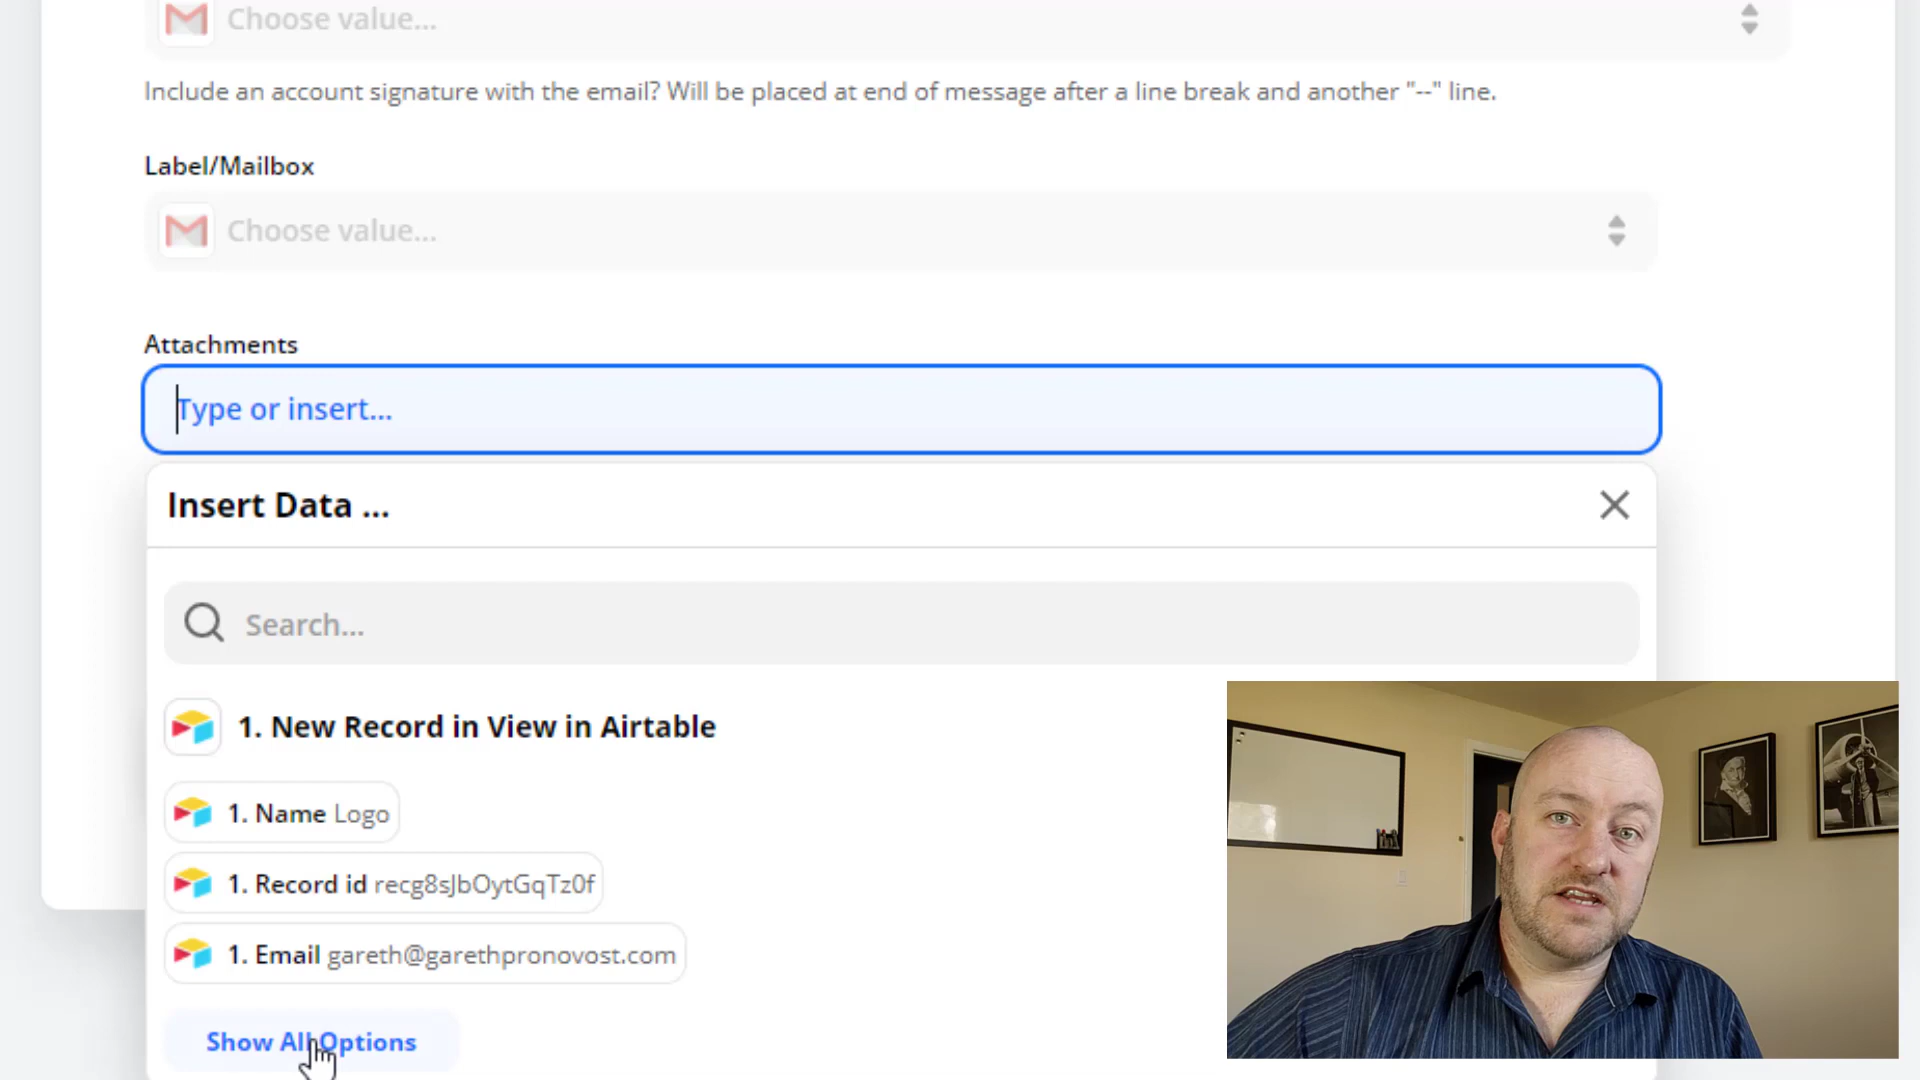 Choose value...
Include an account signature with the email? Will be placed at end of message after a line break and another "--" line.
Label/Mailbox
Choose value...
Attachments
Type or insert...
Insert Data ...
Search...
1. New Record in View in Airtable
1. Name Logo
1. Record id recg8sJbOytGqTz0f
1. Email gareth@garethpronovost.com
Show All Options